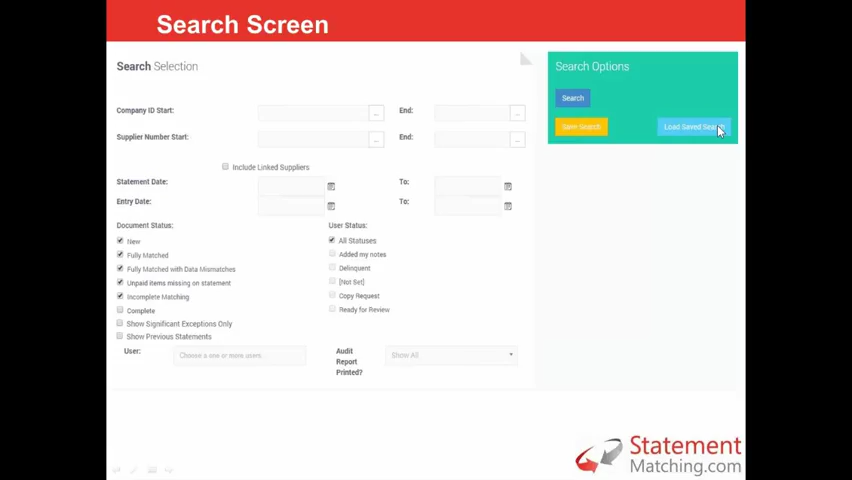 Search Screen
Search Selection
Search Options
Search
Save Search
Load Saved Search
Company ID Start:
...
End:
...
Supplier Number Start:
...
End:
...
Include Linked Suppliers
Statement Date:
To:
Entry Date:
To:
Document Status:
User Status:
New
All Statuses
Fully Matched
Added my notes
Fully Matched with Data Mismatches
Delinquent
Unpaid items missing on statement
[Not Set]
Incomplete Matching
Copy Request
Complete
Ready for Review
Show Significant Exceptions Only
Show Previous Statements
User:
Choose a one or more users...
Audit
Report
Printed?
Show All
Statement
Matching.com